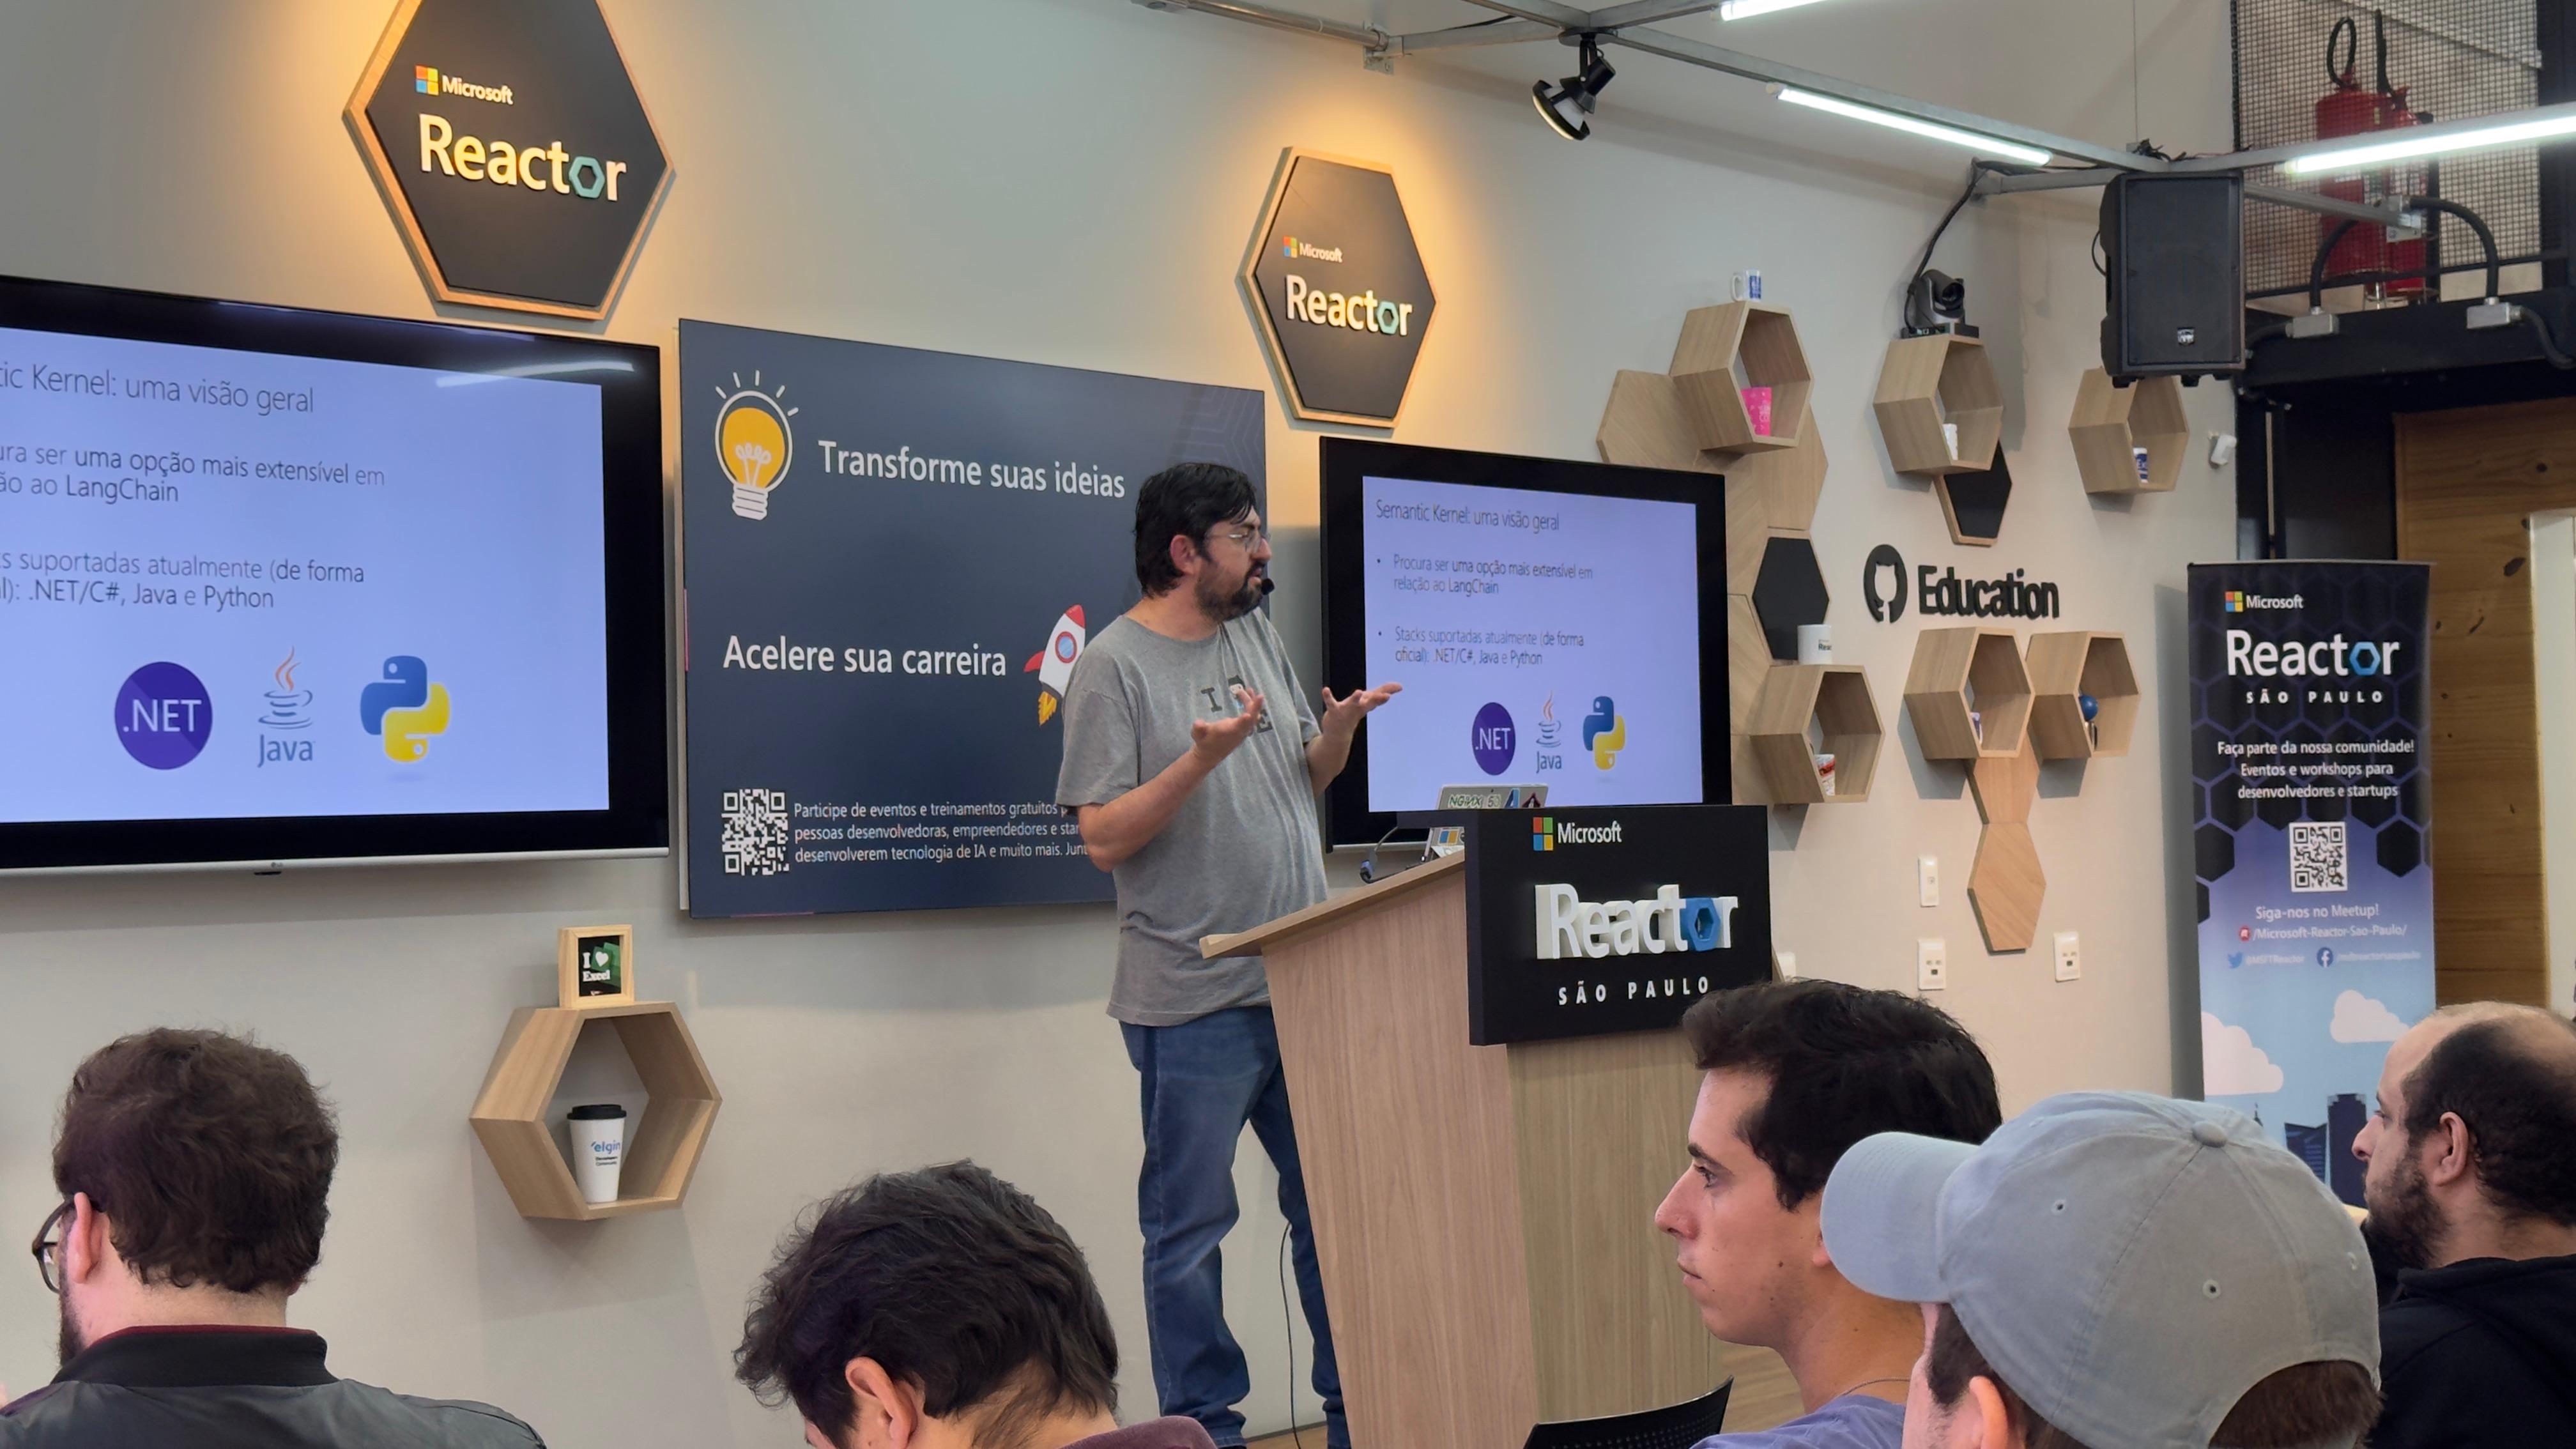 Microsoft
Reactor
Microsoft
Reactor
tic Kernel: uma visão geral
ura ser uma opção mais extensível em
ão ao LangChain
s suportadas atualmente (de forma
l): .NET/C#, Java e Python
.NET
Java
Transforme suas ideias
Acelere sua carreira
Participe de eventos e treinamentos gratuitos
pessoas desenvolvedoras, empreendedores e star
desenvolverem tecnologia de IA e muito mais. Junt
I
E
Semantic Kernel: uma visão geral
• Procura ser uma opção mais extensível em
relação ao LangChain
• Stacks suportadas atualmente (de forma
oficial): .NET/C#, Java e Python
.NET
Java
NGINX
Microsoft
Reactor
SÃO PAULO
Education
Microsoft
Reactor
SÃO PAULO
Faça parte da nossa comunidade!
Eventos e workshops para
desenvolvedores e startups
Siga-nos no Meetup!
/Microsoft-Reactor-Sao-Paulo/
@MSFTReactor
I ♥
Excel
elgin